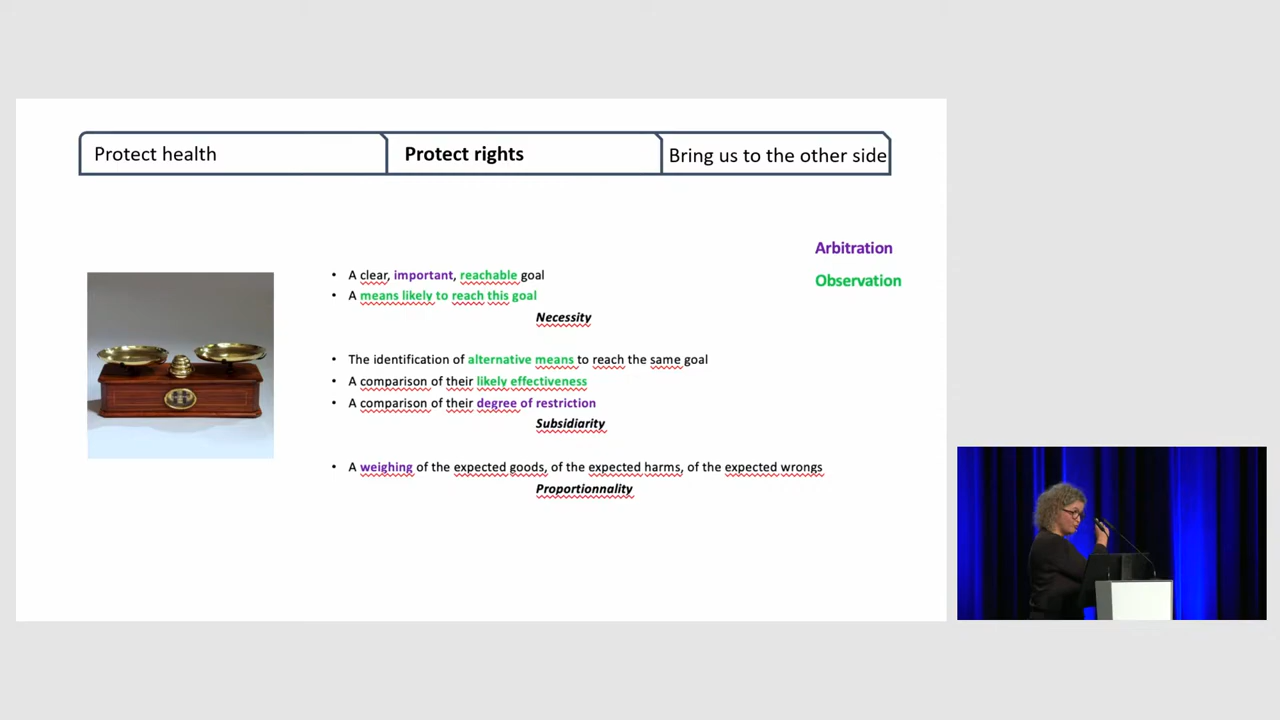 Protect health
Protect rights
Bring us to the other side
Arbitration
Observation
• A clear, important, reachable goal
• A means likely to reach this goal
Necessity
• The identification of alternative means to reach the same goal
• A comparison of their likely effectiveness
• A comparison of their degree of restriction
Subsidiarity
• A weighing of the expected goods, of the expected harms, of the expected wrongs
Proportionnality